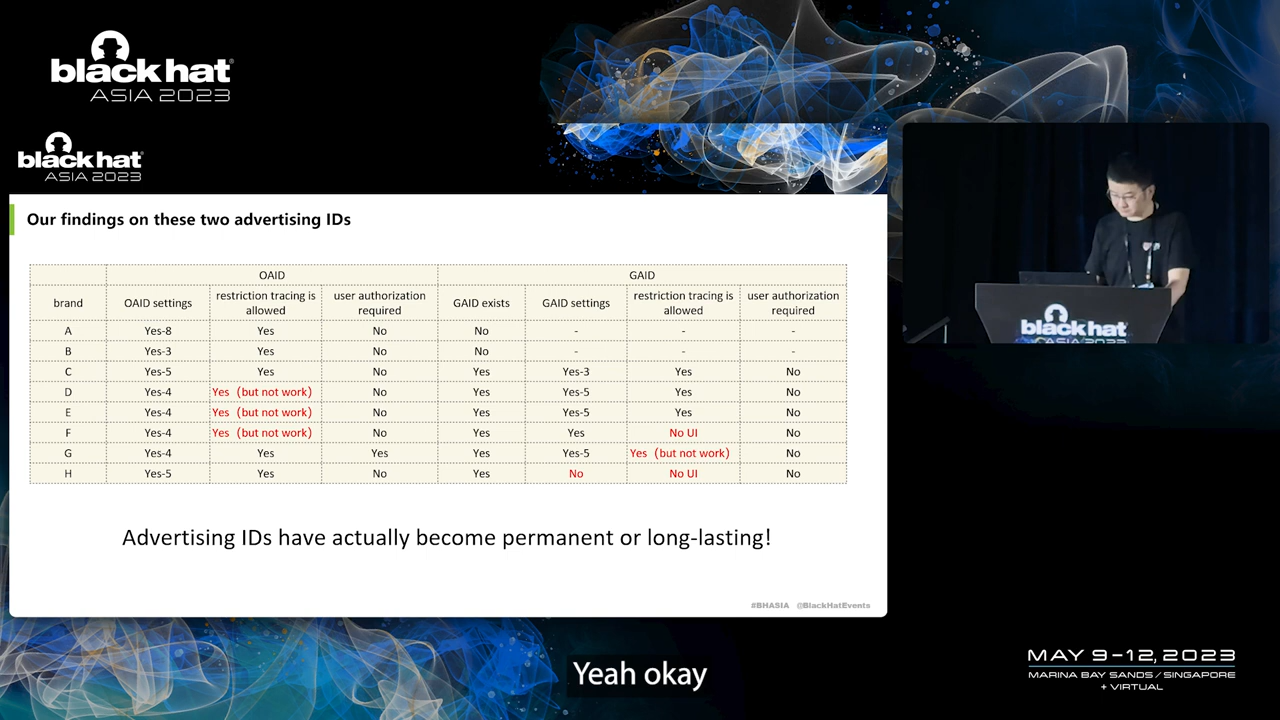 black hat
ASIA 2023
black hat
ASIA 2023
Our findings on these two advertising IDs
OAID GAID
brand OAID settings restriction tracing is allowed user authorization required GAID exists GAID settings restriction tracing is allowed user authorization required
A Yes-8 Yes No No - - -
B Yes-3 Yes No No - - -
C Yes-5 Yes No Yes Yes-3 Yes No
D Yes-4 Yes (but not work) No Yes Yes-5 Yes No
E Yes-4 Yes (but not work) No Yes Yes-5 Yes No
F Yes-4 Yes (but not work) No Yes Yes No UI No
G Yes-4 Yes Yes Yes Yes-5 Yes (but not work) No
H Yes-5 Yes No Yes No No UI No
Advertising IDs have actually become permanent or long-lasting!
#BHASIA @BlackHatEvents
black hat
Yeah okay
MAY 9-12, 2023
MARINA BAY SANDS / SINGAPORE
+ VIRTUAL